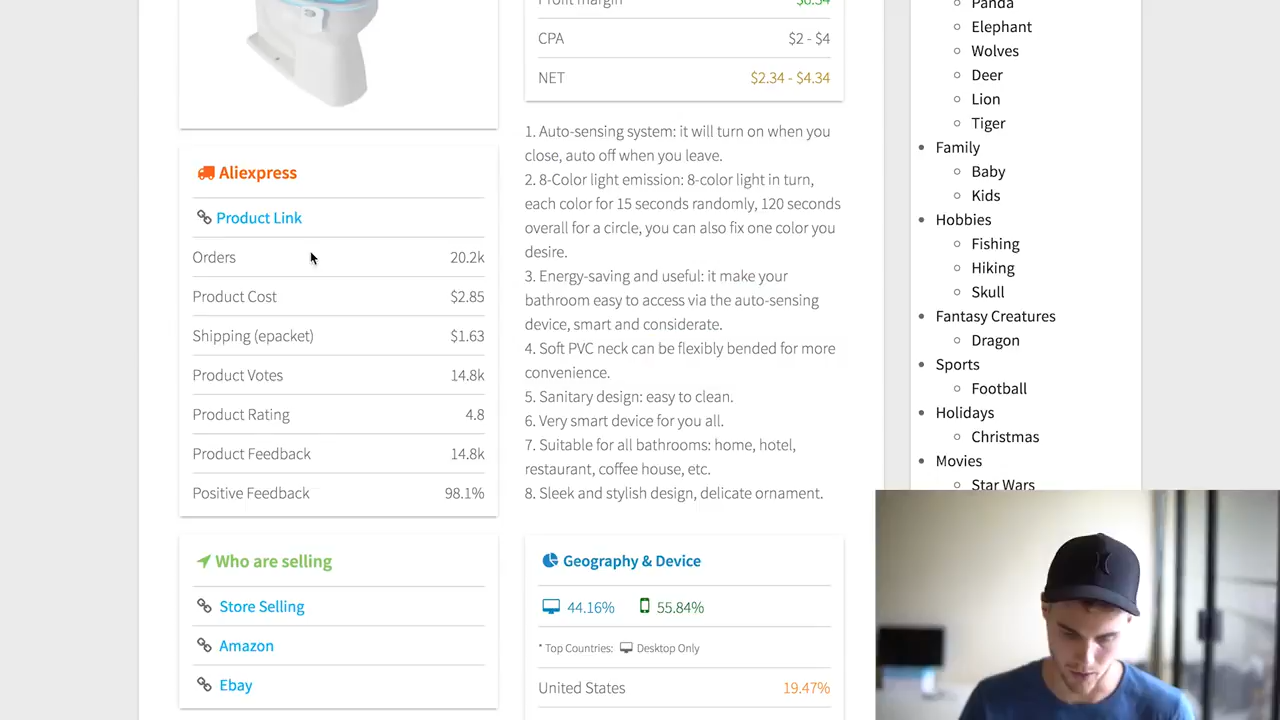 Profit margin $6.34
CPA $2 - $4
NET $2.34 - $4.34
Aliexpress
Product Link
Orders 20.2k
Product Cost $2.85
Shipping (epacket) $1.63
Product Votes 14.8k
Product Rating 4.8
Product Feedback 14.8k
Positive Feedback 98.1%
Who are selling
Store Selling
Amazon
Ebay
1. Auto-sensing system: it will turn on when you
close, auto off when you leave.
2. 8-Color light emission: 8-color light in turn,
each color for 15 seconds randomly, 120 seconds
overall for a circle, you can also fix one color you
desire.
3. Energy-saving and useful: it make your
bathroom easy to access via the auto-sensing
device, smart and considerate.
4. Soft PVC neck can be flexibly bended for more
convenience.
5. Sanitary design: easy to clean.
6. Very smart device for you all.
7. Suitable for all bathrooms: home, hotel,
restaurant, coffee house, etc.
8. Sleek and stylish design, delicate ornament.
Geography & Device
44.16% 55.84%
* Top Countries: Desktop Only
United States 19.47%
Panda
Elephant
Wolves
Deer
Lion
Tiger
Family
Baby
Kids
Hobbies
Fishing
Hiking
Skull
Fantasy Creatures
Dragon
Sports
Football
Holidays
Christmas
Movies
Star Wars